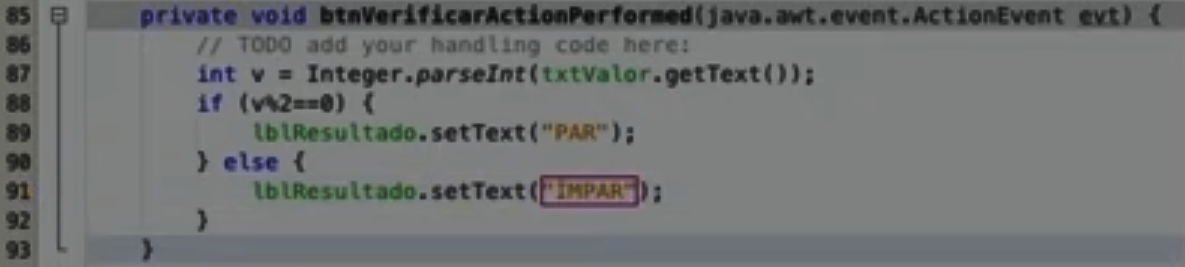 85 private void btnVerificarActionPerformed(java.awt.event.ActionEvent evt) {
86 // TODO add your handling code here:
87 int v = Integer.parseInt(txtValor.getText());
88 if (v%2==0) {
89 lblResultado.setText("PAR");
90 } else {
91 lblResultado.setText("ÍMPAR");
92 }
93 }